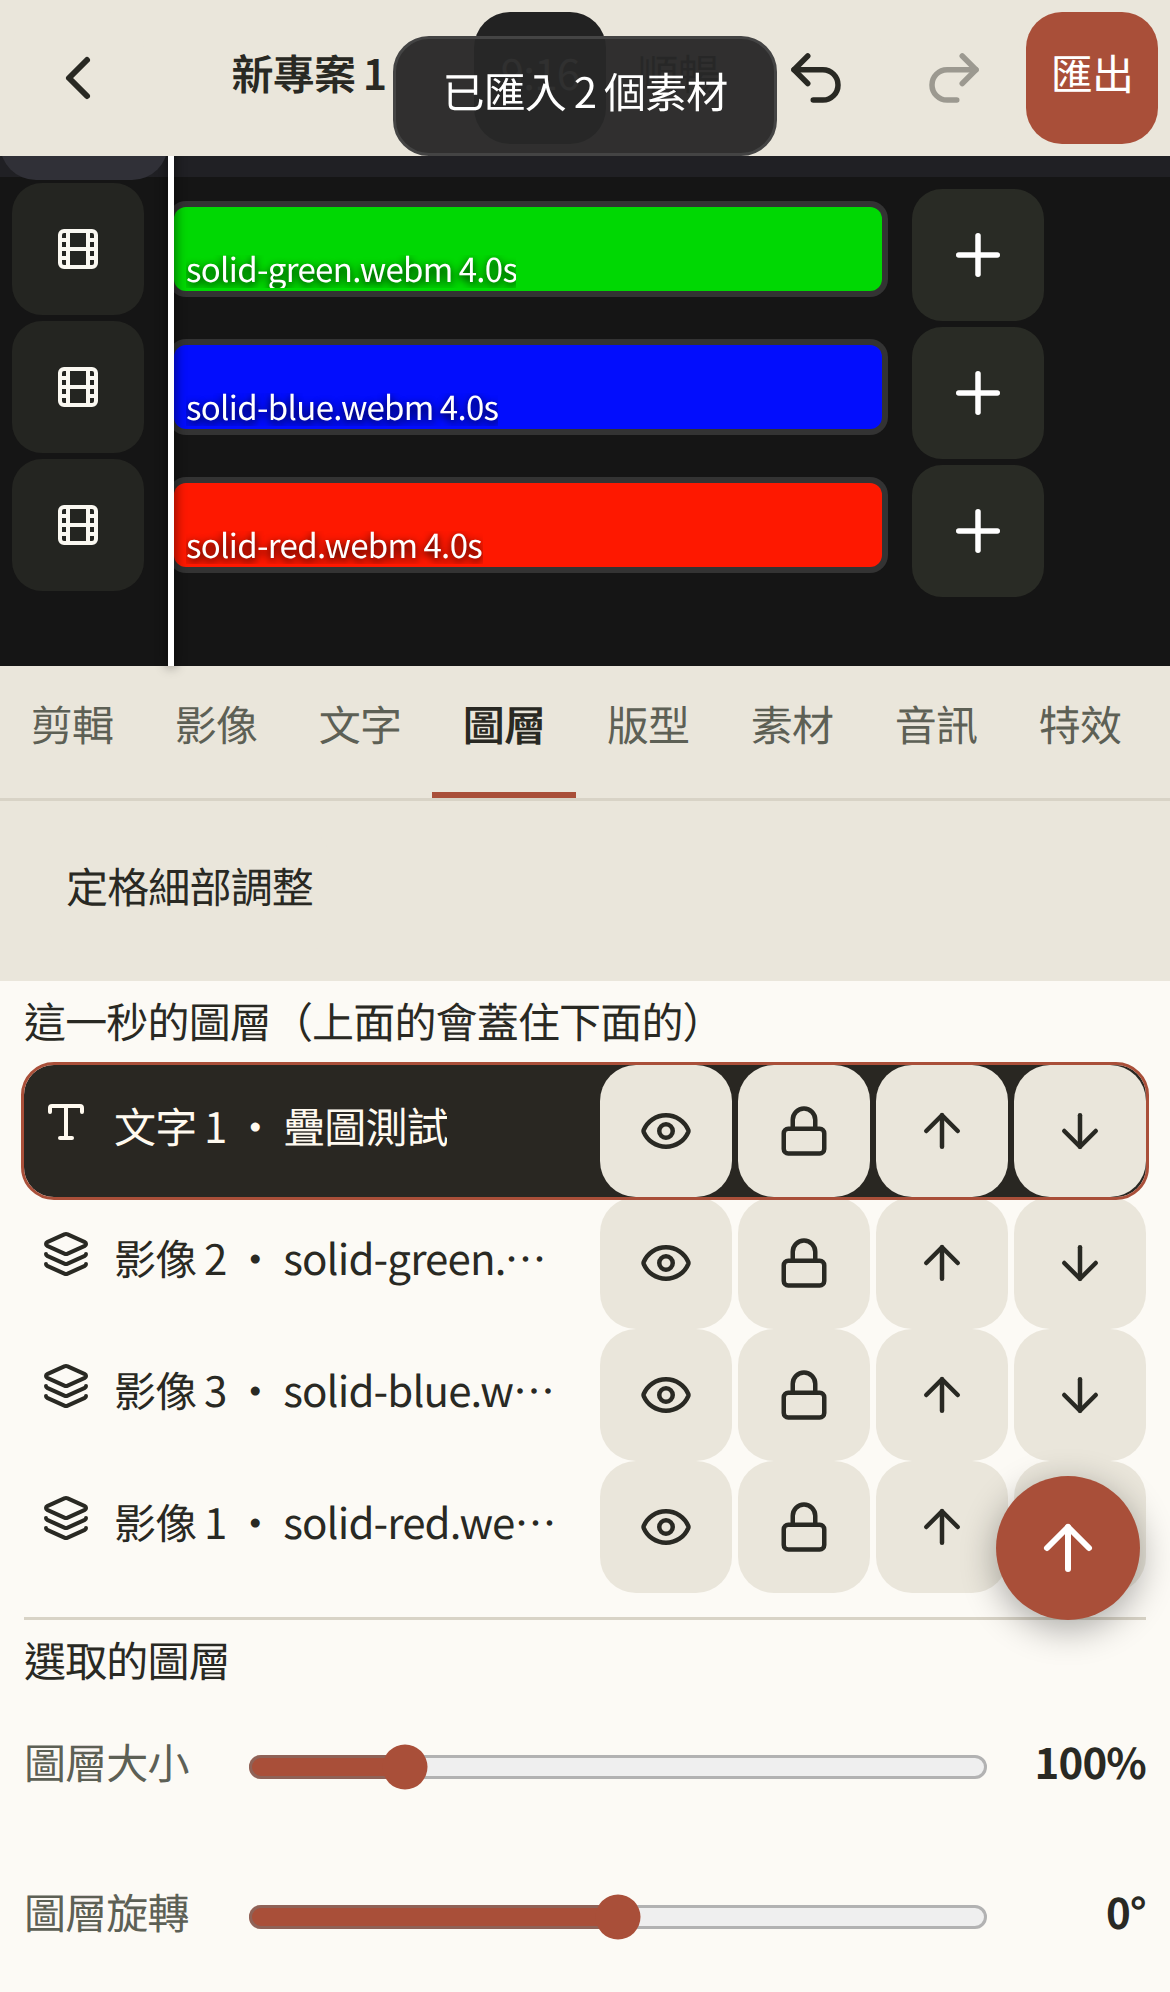 新專案 1
已匯入 2 個素材
匯出
solid-green.webm 4.0s
solid-blue.webm 4.0s
solid-red.webm 4.0s
剪輯 影像 文字 圖層 版型 素材 音訊 特效
定格細部調整
這一秒的圖層（上面的會蓋住下面的）
文字 1 • 疊圖測試
影像 2 • solid-green.…
影像 3 • solid-blue.w…
影像 1 • solid-red.we…
選取的圖層
圖層大小 100%
圖層旋轉 0°